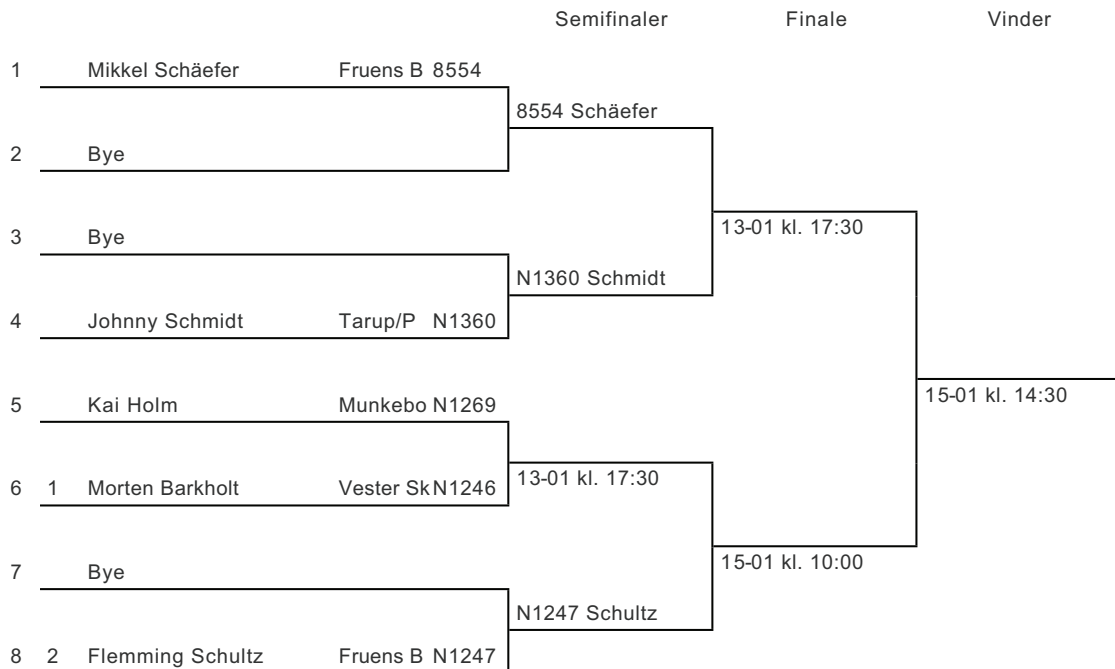 Semifinaler Finale Vinder
1 Mikkel Schäefer Fruens B 8554
8554 Schäefer
2 Bye
3 Bye
13-01 kl. 17:30
N1360 Schmidt
4 Johnny Schmidt Tarup/P N1360
5 Kai Holm Munkebo N1269
15-01 kl. 14:30
13-01 kl. 17:30
6 1 Morten Barkholt Vester Sk N1246
15-01 kl. 10:00
7 Bye
N1247 Schultz
8 2 Flemming Schultz Fruens B N1247